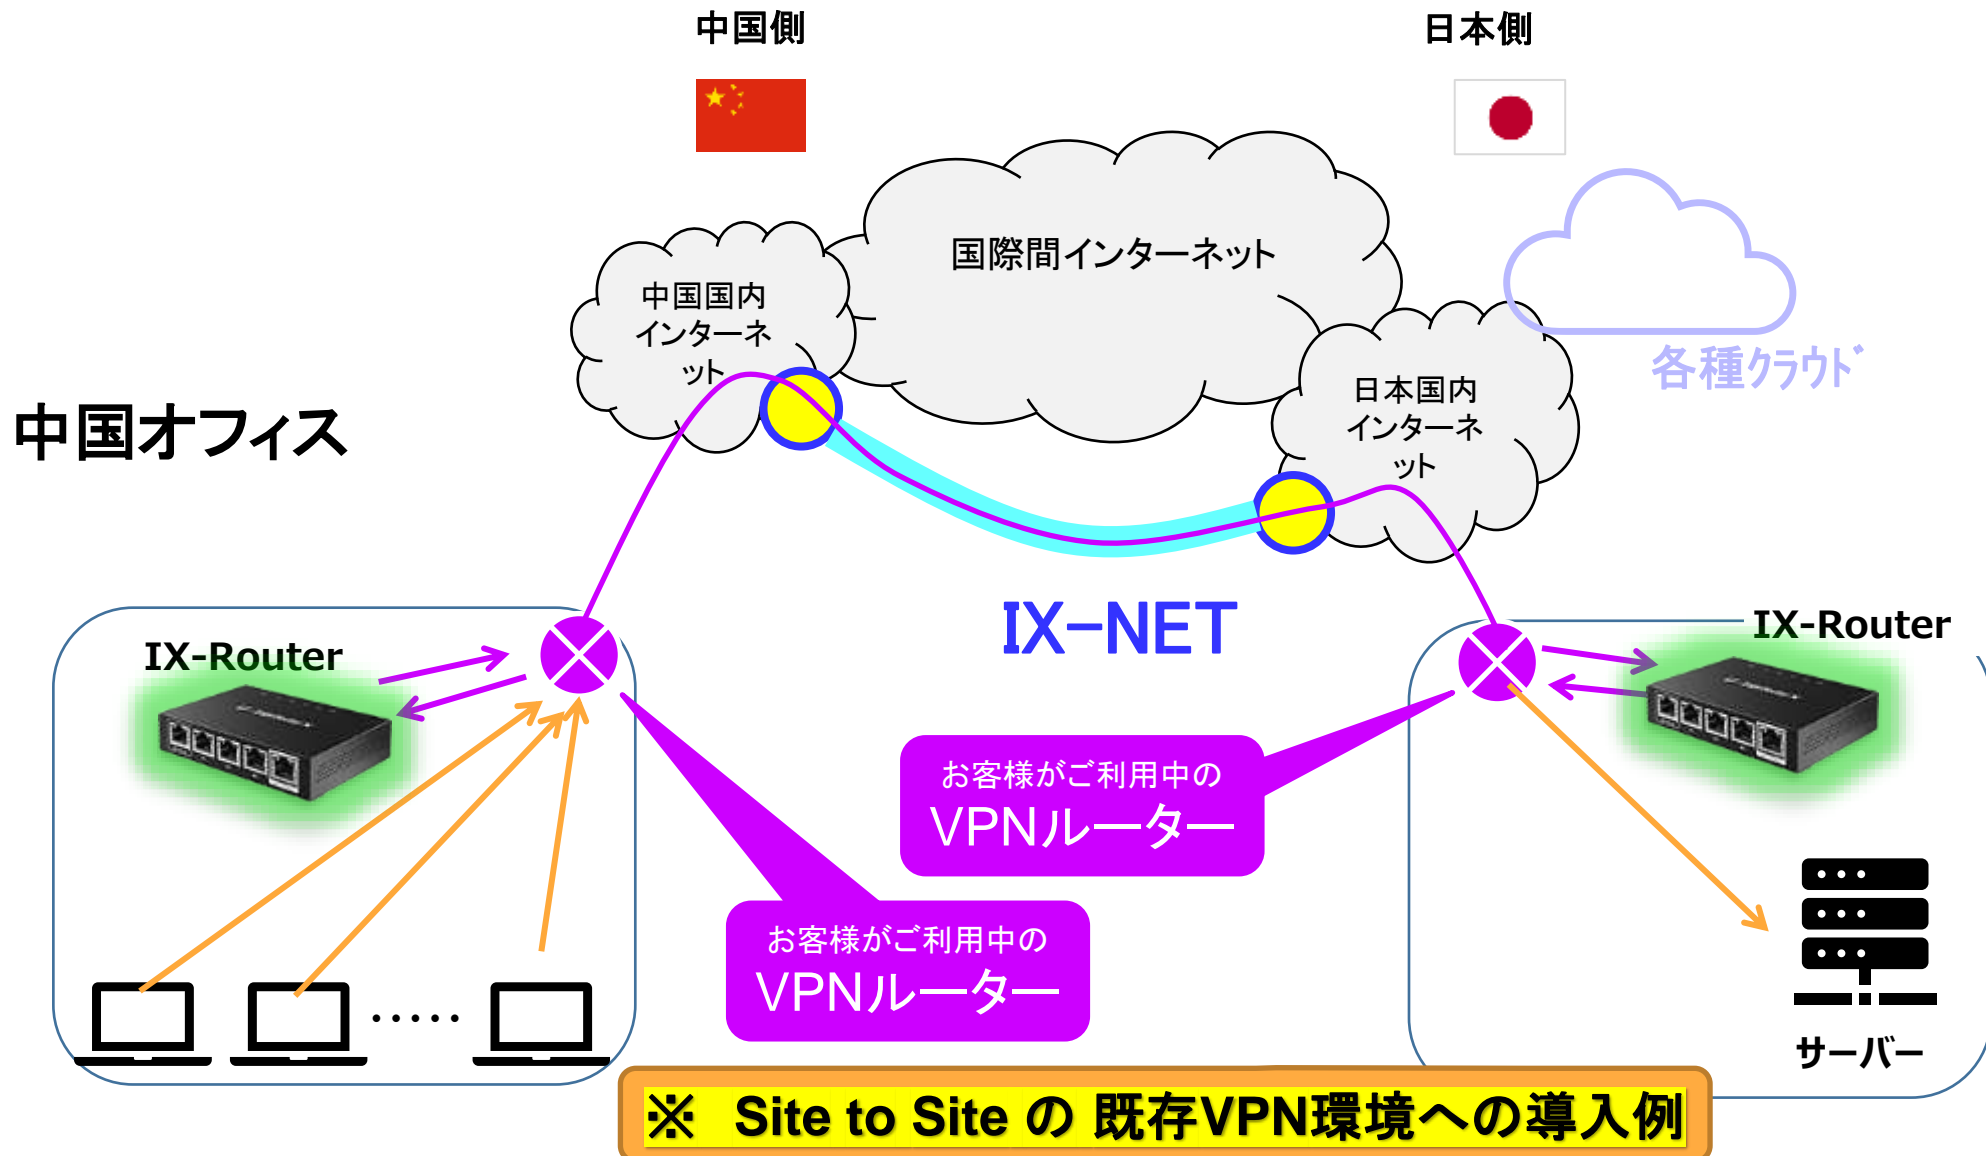 中国側
日本側
国際間インターネット
中国国内
インターネ
ット
各種クラウド
日本国内
インターネ
ット
中国オフィス
IX-NET
IX-Router
IX-Router
お客様がご利用中の
VPNルーター
お客様がご利用中の
VPNルーター
・・・・・
サーバー
※ Site to Site の 既存VPN環境への導入例